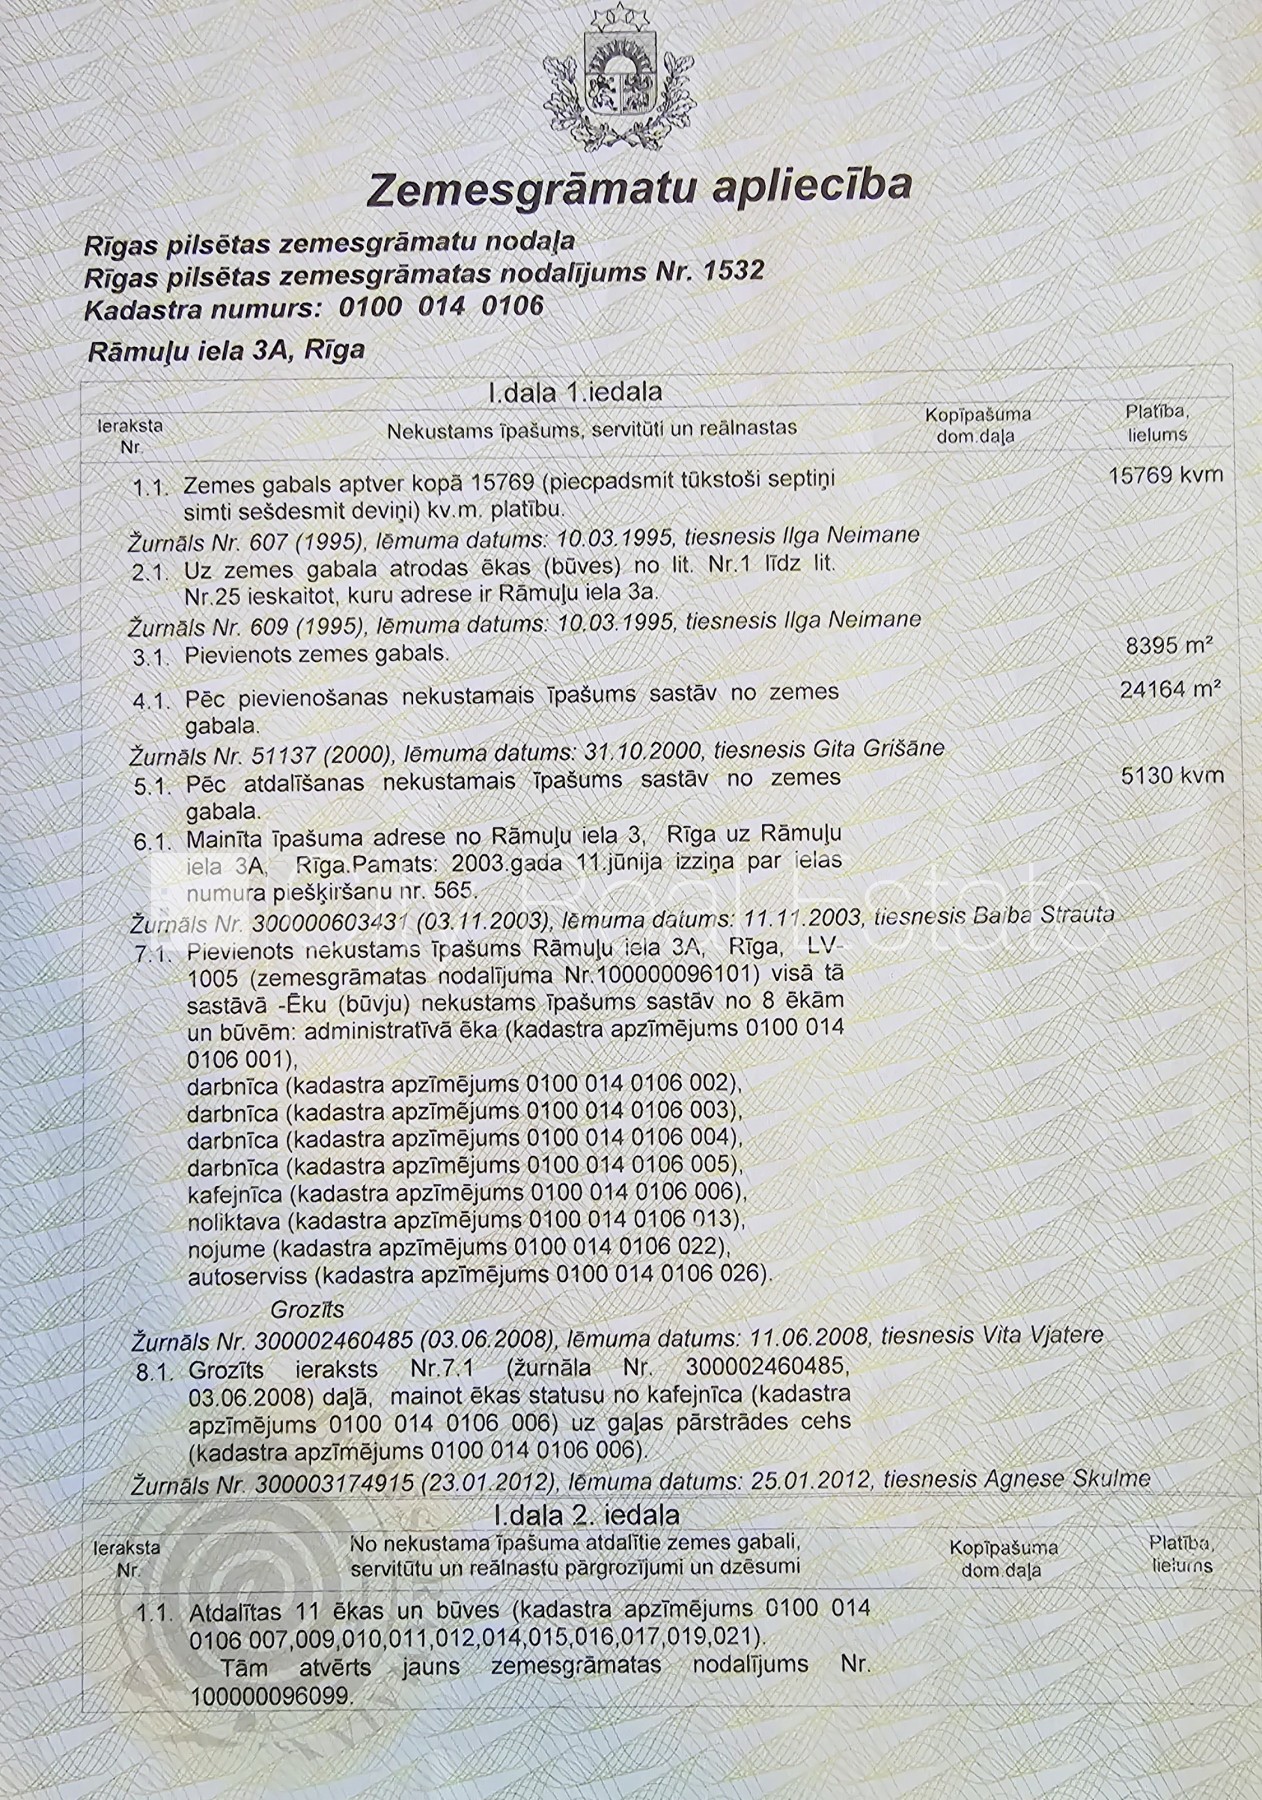 Zemesgrāmatu apliecība
Rīgas pilsētas zemesgrāmatu nodaļa
Rīgas pilsētas zemesgrāmatas nodalījums Nr. 1532
Kadastra numurs: 0100 014 0106
Rāmuļu iela 3A, Rīga
I.daļa 1.iedaļa
Ieraksta Nr. Nekustams īpašums, servitūti un reālnastas Kopīpašuma dom.daļa Platība, lielums
1.1. Zemes gabals aptver kopā 15769 (piecpadsmit tūkstoši septiņi 15769 kvm
simti sešdesmit deviņi) kv.m. platību.
Žurnāls Nr. 607 (1995), lēmuma datums: 10.03.1995, tiesnesis Ilga Neimane
2.1. Uz zemes gabala atrodas ēkas (būves) no lit. Nr.1 līdz lit.
Nr.25 ieskaitot, kuru adrese ir Rāmuļu iela 3a.
Žurnāls Nr. 609 (1995), lēmuma datums: 10.03.1995, tiesnesis Ilga Neimane
3.1. Pievienots zemes gabals. 8395 m²
4.1. Pēc pievienošanas nekustamais īpašums sastāv no zemes 24164 m²
gabala.
Žurnāls Nr. 51137 (2000), lēmuma datums: 31.10.2000, tiesnesis Gita Grišāne
5.1. Pēc atdalīšanas nekustamais īpašums sastāv no zemes 5130 kvm
gabala.
6.1. Mainīta īpašuma adrese no Rāmuļu iela 3, Rīga uz Rāmuļu
iela 3A, Rīga.Pamats: 2003.gada 11.jūnija izziņa par ielas
numura piešķiršanu nr. 565.
Real Estate
Žurnāls Nr. 300000603431 (03.11.2003), lēmuma datums: 11.11.2003, tiesnesis Baiba Strauta
7.1. Pievienots nekustams īpašums Rāmuļu iela 3A, Rīga, LV-
1005 (zemesgrāmatas nodalījuma Nr.100000096101) visā tā
sastāvā -Ēku (būvju) nekustams īpašums sastāv no 8 ēkām
un būvēm: administratīvā ēka (kadastra apzīmējums 0100 014
0106 001),
darbnīca (kadastra apzīmējums 0100 014 0106 002),
darbnīca (kadastra apzīmējums 0100 014 0106 003),
darbnīca (kadastra apzīmējums 0100 014 0106 004),
darbnīca (kadastra apzīmējums 0100 014 0106 005),
kafejnīca (kadastra apzīmējums 0100 014 0106 006),
noliktava (kadastra apzīmējums 0100 014 0106 013),
nojume (kadastra apzīmējums 0100 014 0106 022),
autoserviss (kadastra apzīmējums 0100 014 0106 026).
Grozīts
Žurnāls Nr. 300002460485 (03.06.2008), lēmuma datums: 11.06.2008, tiesnesis Vita Vjatere
8.1. Grozīts ieraksts Nr.7.1 (žurnāla Nr. 300002460485,
03.06.2008) daļā, mainot ēkas statusu no kafejnīca (kadastra
apzīmējums 0100 014 0106 006) uz gaļas pārstrādes cehs
(kadastra apzīmējums 0100 014 0106 006).
Žurnāls Nr. 300003174915 (23.01.2012), lēmuma datums: 25.01.2012, tiesnesis Agnese Skulme
I.daļa 2. iedaļa
Ieraksta Nr. No nekustama īpašuma atdalītie zemes gabali, servitūtu un reālnastu pārgrozījumi un dzēsumi Kopīpašuma dom.daļa Platība, lielums
1.1. Atdalītas 11 ēkas un būves (kadastra apzīmējums 0100 014
0106 007,009,010,011,012,014,015,016,017,019,021).
Tām atvērts jauns zemesgrāmatas nodalījums Nr.
100000096099.